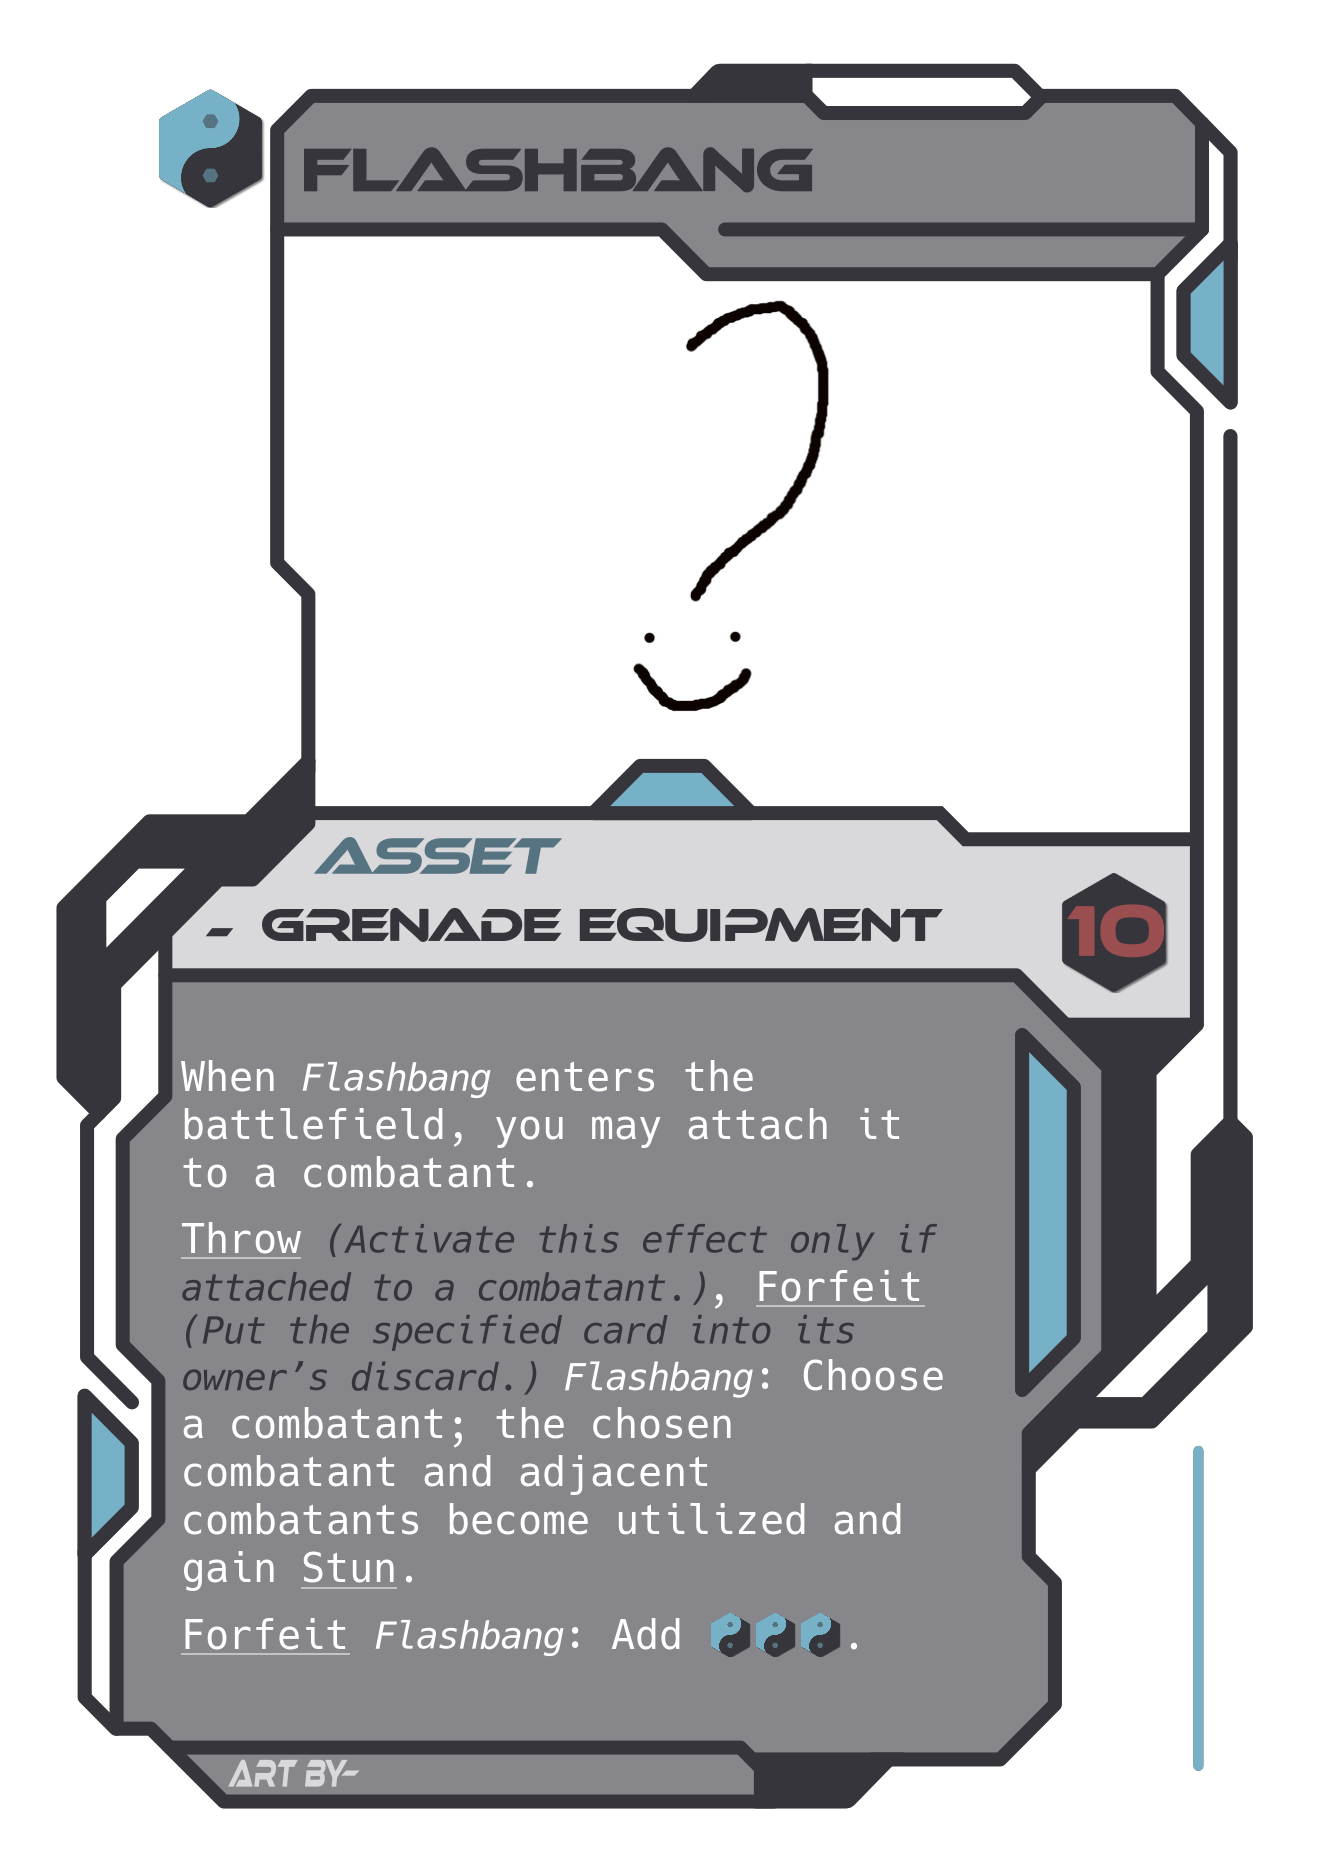 FLASHBANG
ASSET
- GRENADE EQUIPMENT
10
When Flashbang enters the
battlefield, you may attach it
to a combatant.
Throw (Activate this effect only if
attached to a combatant.), Forfeit
(Put the specified card into its
owner’s discard.) Flashbang: Choose
a combatant; the chosen
combatant and adjacent
combatants become utilized and
gain Stun.
Forfeit Flashbang: Add .
ART BY-